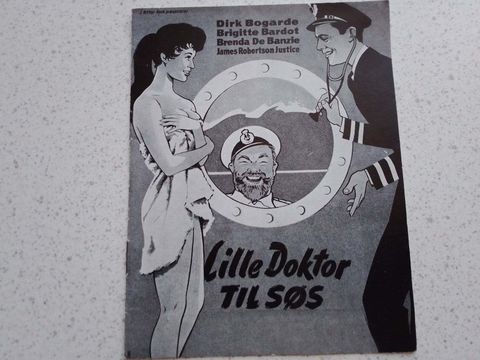 Dirk Bogarde
Brigitte Bardot
Brenda De Banzie
James Robertson Justice
Lille Doktor
TIL SØS